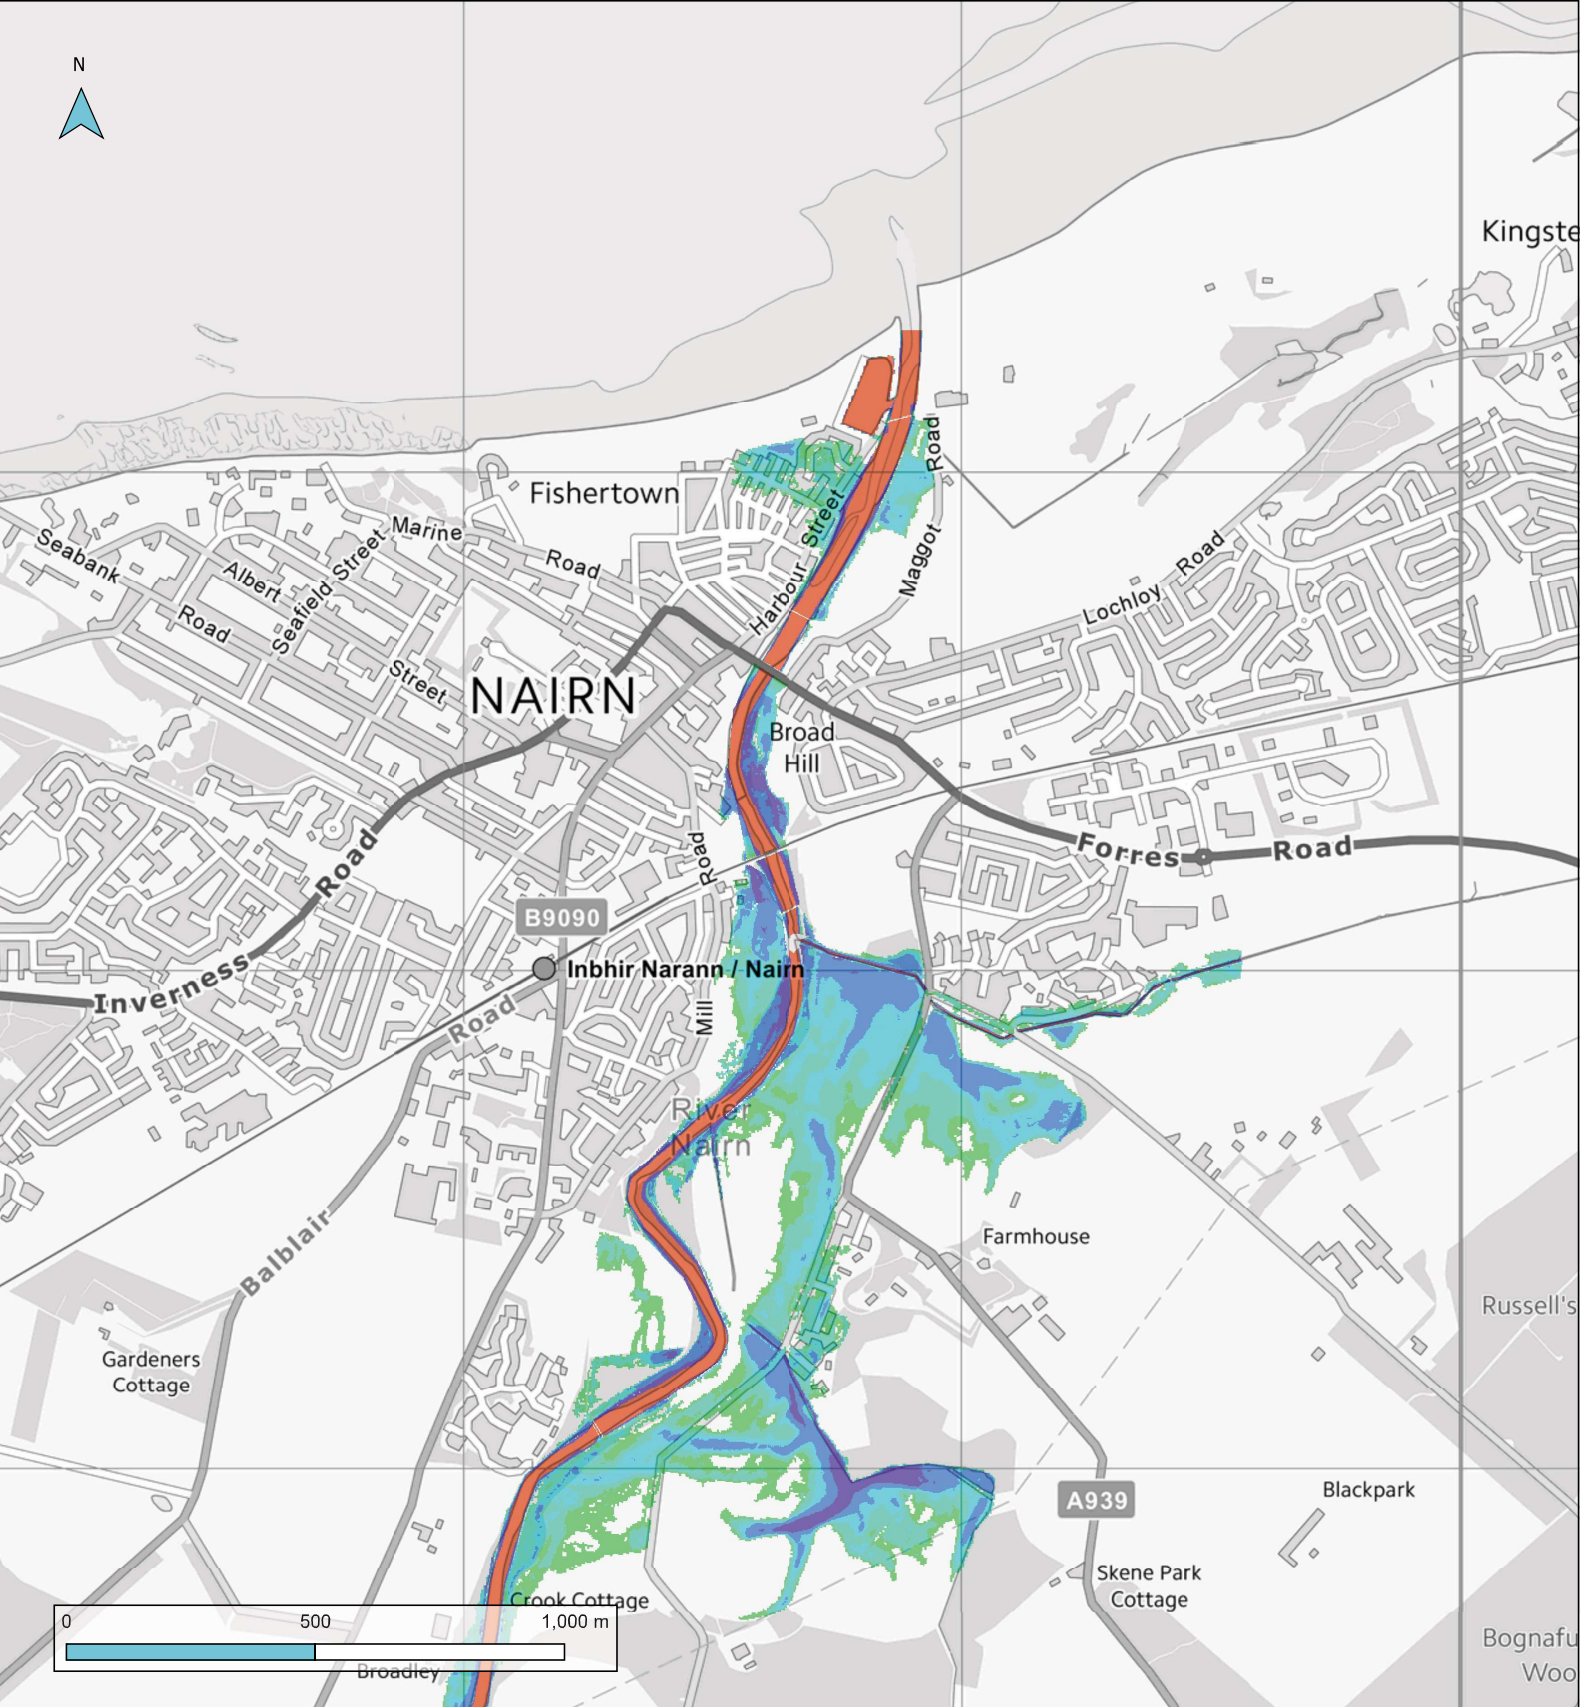 N
Kingste
Fishertown
Road
Street
Marine
Road
Seabank
Road
Albert
Street
Seafield Street
Harbour
Maggot
Lochloy Road
NAIRN
Broad
Hill
Inverness Road
Road
Forres Road
B9090
Inbhir Narann / Nairn
Mill
Balblair
Road
River
Nairn
Farmhouse
Russell's
Gardeners
Cottage
Blackpark
A939
Skene Park
Cottage
Crook Cottage
0 500 1,000 m
Broadley
Bognafu
Woo